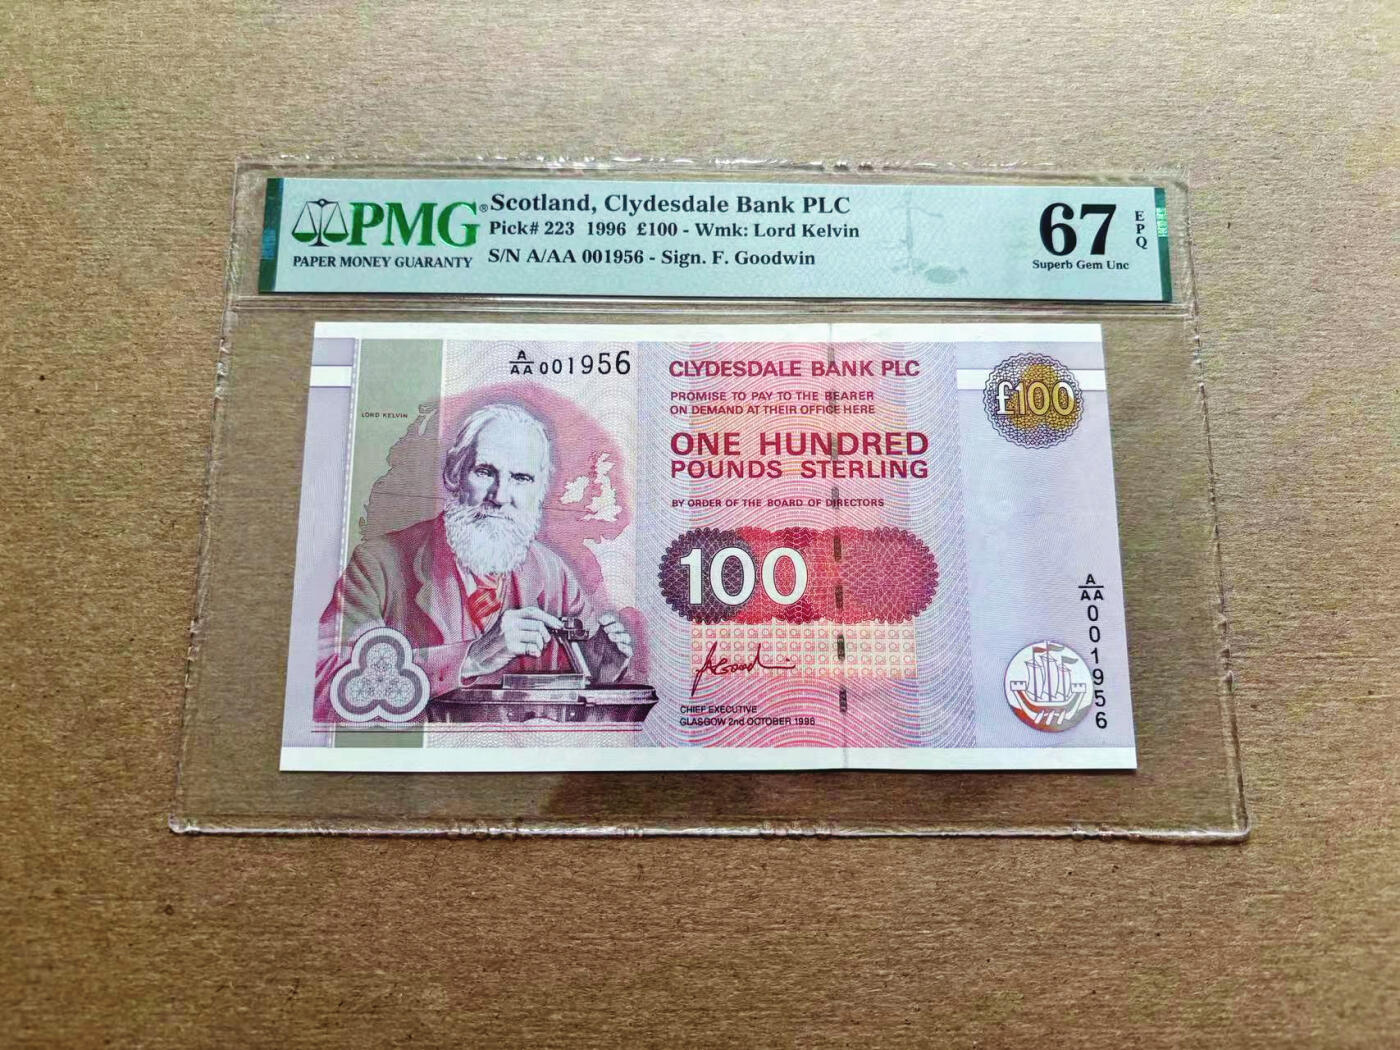 PMG®
PAPER MONEY GUARANTY
Scotland, Clydesdale Bank PLC
Pick# 223 1996 £100 - Wmk: Lord Kelvin
S/N A/AA 001956 - Sign. F. Goodwin
67
EPQ
Superb Gem Unc
A/AA 001956
LORD KELVIN
CLYDESDALE BANK PLC
PROMISE TO PAY TO THE BEARER
ON DEMAND AT THEIR OFFICE HERE
ONE HUNDRED
POUNDS STERLING
BY ORDER OF THE BOARD OF DIRECTORS
100
CHIEF EXECUTIVE
GLASGOW 2nd OCTOBER 1996
£100
A/AA 001956